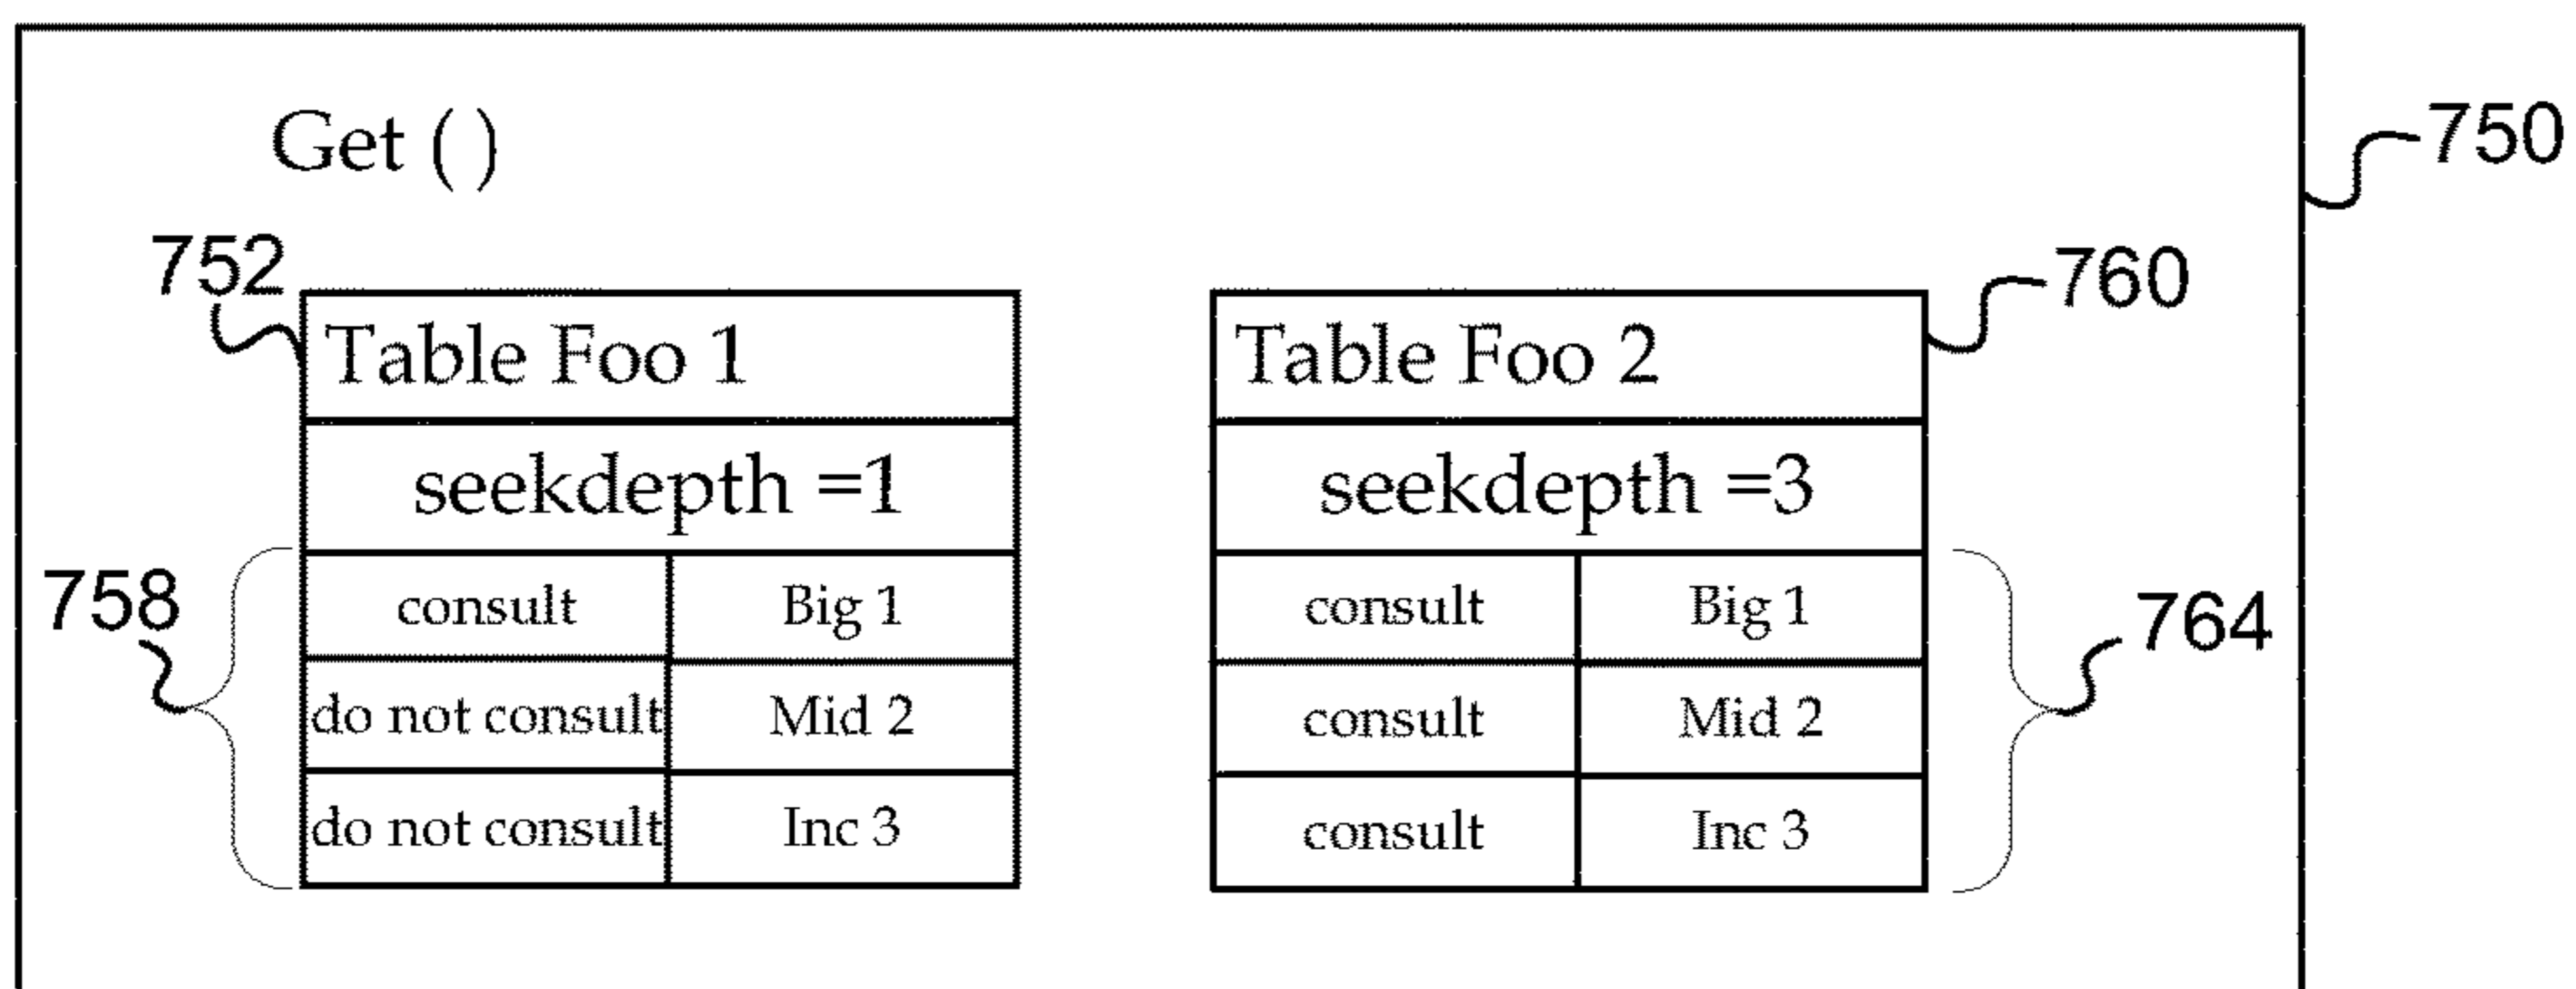 Get ( )
750
752
760
Table Foo 1
seekdepth =1
758
consult Big 1
do not consult Mid 2
do not consult Inc 3
Table Foo 2
seekdepth =3
consult Big 1
consult Mid 2
consult Inc 3
764